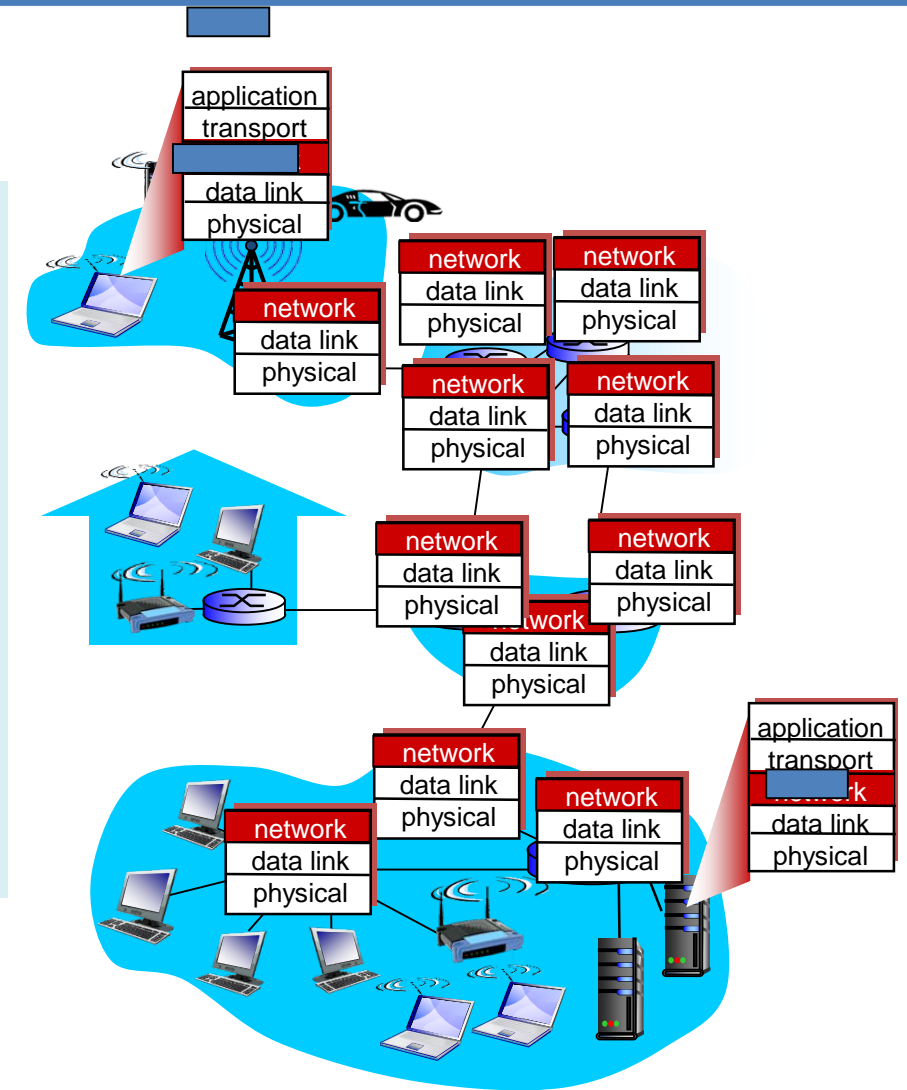 application
transport
data link
physical
network
data link
physical
network
data link
physical
network
data link
physical
network
data link
physical
network
data link
physical
network
data link
physical
network
data link
physical
network
data link
physical
network
data link
physical
network
data link
physical
network
data link
physical
application
transport
network
data link
physical